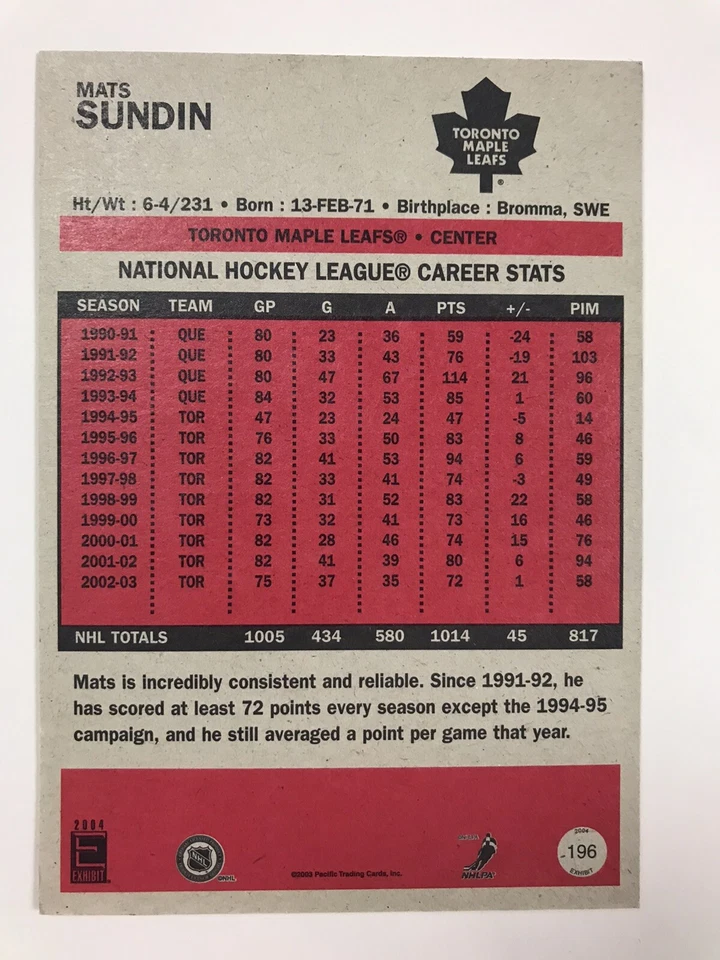 MATS
SUNDIN
TORONTO
MAPLE
LEAFS
®
Ht/Wt : 6-4/231 • Born : 13-FEB-71 • Birthplace : Bromma, SWE
TORONTO MAPLE LEAFS® • CENTER
NATIONAL HOCKEY LEAGUE® CAREER STATS
SEASON TEAM GP G A PTS +/- PIM
1990-91 QUE 80 23 36 59 -24 58
1991-92 QUE 80 33 43 76 -19 103
1992-93 QUE 80 47 67 114 21 96
1993-94 QUE 84 32 53 85 1 60
1994-95 TOR 47 23 24 47 -5 14
1995-96 TOR 76 33 50 83 8 46
1996-97 TOR 82 41 53 94 6 59
1997-98 TOR 82 33 41 74 -3 49
1998-99 TOR 82 31 52 83 22 58
1999-00 TOR 73 32 41 73 16 46
2000-01 TOR 82 28 46 74 15 76
2001-02 TOR 82 41 39 80 6 94
2002-03 TOR 75 37 35 72 1 58
NHL TOTALS 1005 434 580 1014 45 817
Mats is incredibly consistent and reliable. Since 1991-92, he
has scored at least 72 points every season except the 1994-95
campaign, and he still averaged a point per game that year.
2004
E
EXHIBIT
NHL
©NHL
©2003 Pacific Trading Cards, Inc.
NHLPA
2004
196
EXHIBIT